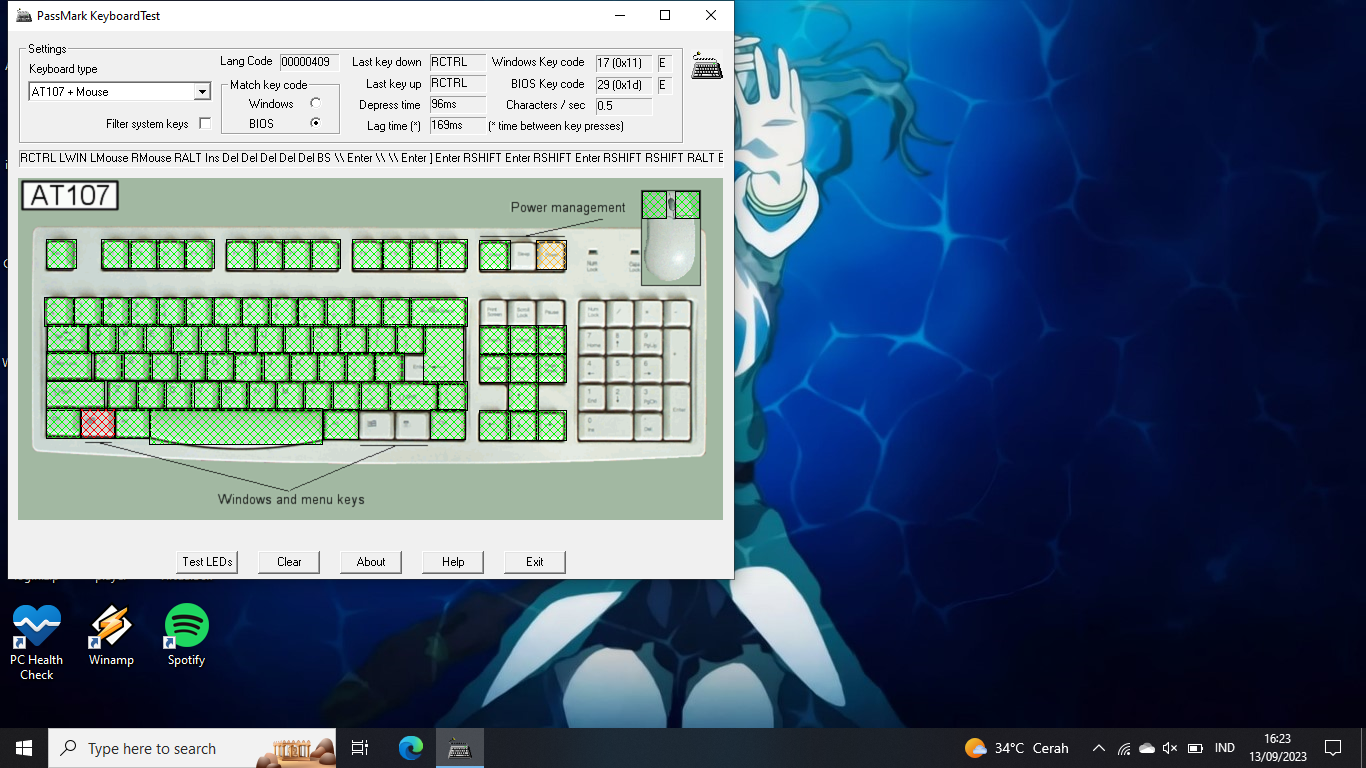 PassMark KeyboardTest
Settings
Keyboard type
AT107 + Mouse
Filter system keys
Lang Code 00000409
Match key code
Windows
BIOS
Last key down RCTRL
Last key up RCTRL
Depress time 96ms
Lag time (*) 169ms
Windows Key code 17 (0x11) E
BIOS Key code 29 (0x1d) E
Characters / sec 0.5
(* time between key presses)
RCTRL LWIN LMouse RMouse RALT Ins Del Del Del Del Del BS \\ Enter \\ \\ Enter ] Enter RSHIFT Enter RSHIFT Enter RSHIFT RSHIFT RALT E
AT107
Power management
Windows and menu keys
Test LEDs
Clear
About
Help
Exit
PC Health
Check
Winamp
Spotify
Type here to search
34°C Cerah
IND
16:23
13/09/2023